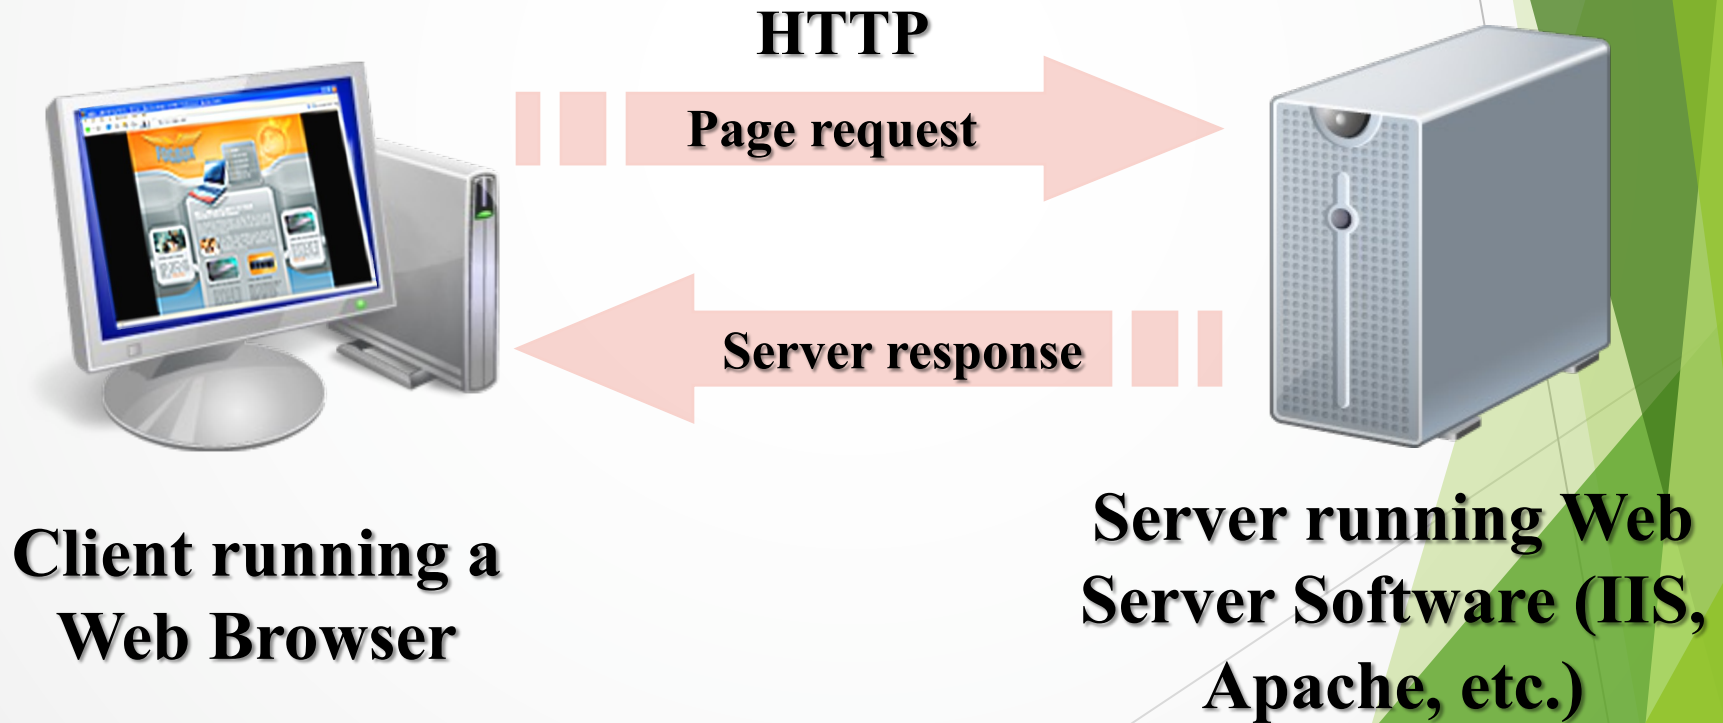 HTTP
Page request
Server response
Client running a
Web Browser
Server running Web
Server Software (IIS,
Apache, etc.)